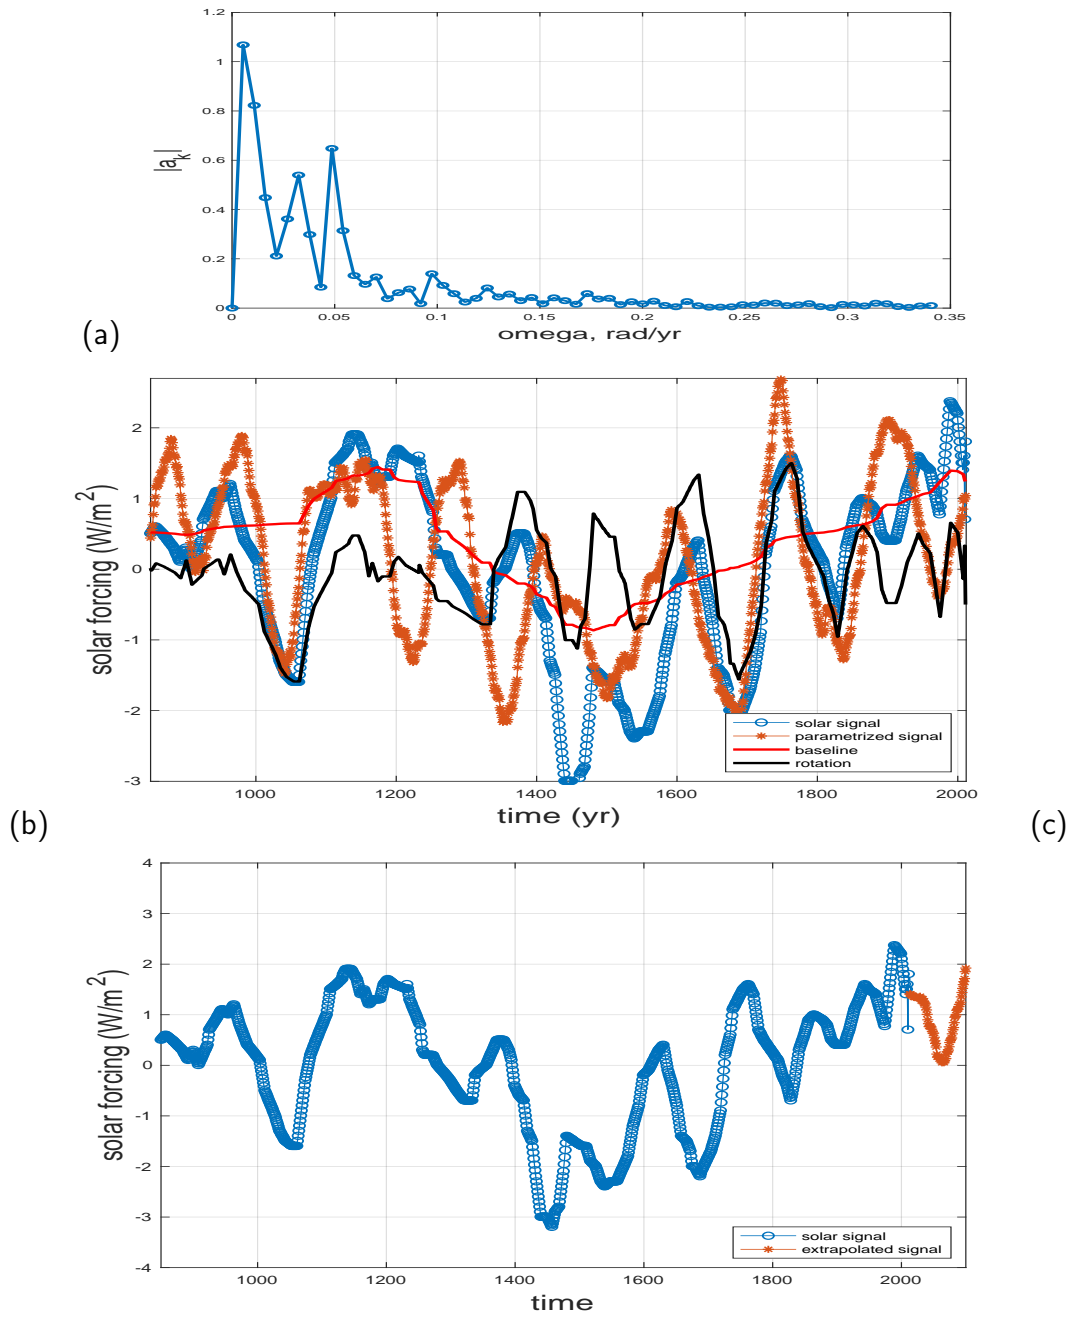 1.2
1
0.8
0.6
0.4
0.2
0
|a_k|
0 0.05 0.1 0.15 0.2 0.25 0.3 0.35
omega, rad/yr
(a)
2
1
0
-1
-2
-3
solar forcing (W/m^2)
solar signal
parametrized signal
baseline
rotation
1000 1200 1400 1600 1800 2000
time (yr)
(b)
(c)
4
3
2
1
0
-1
-2
-3
-4
solar forcing (W/m^2)
solar signal
extrapolated signal
1000 1200 1400 1600 1800 2000
time